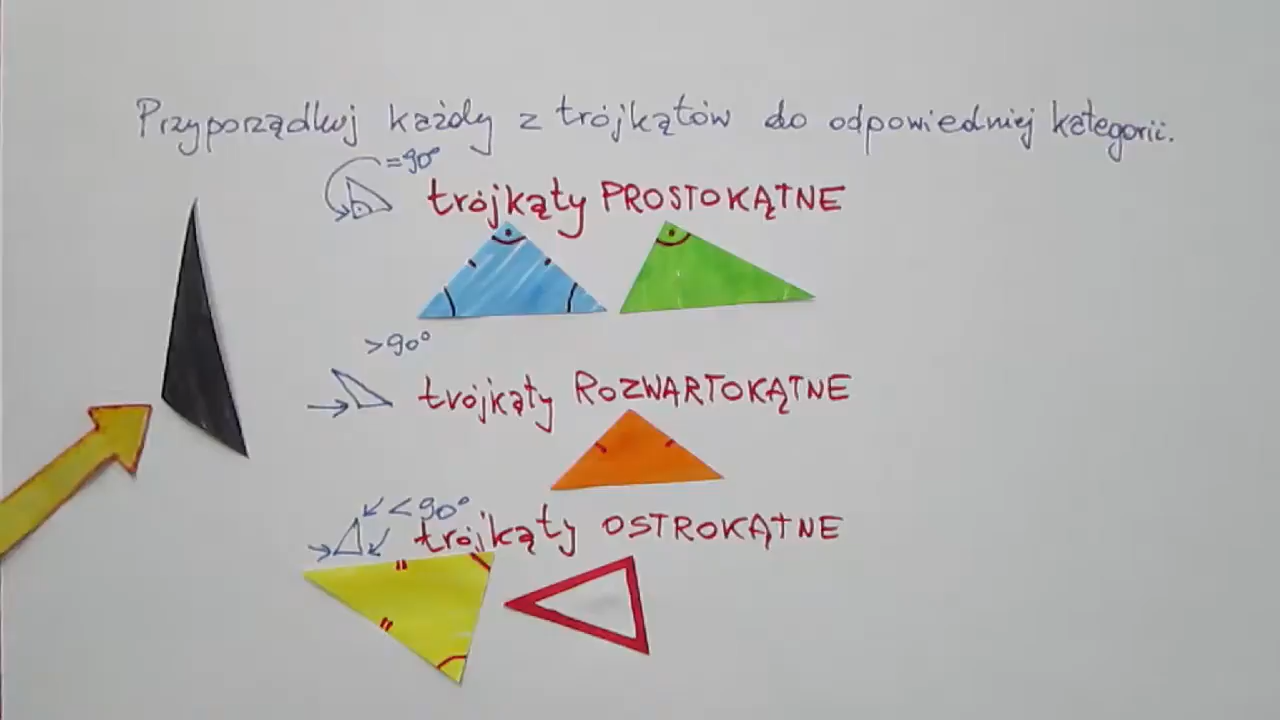 Przyporządkuj każdy z trójkątów do odpowiedniej kategorii.
=90°
trójkąty PROSTOKĄTNE
>90°
trójkąty ROZWARTOKĄTNE
<90°
trójkąty OSTROKĄTNE